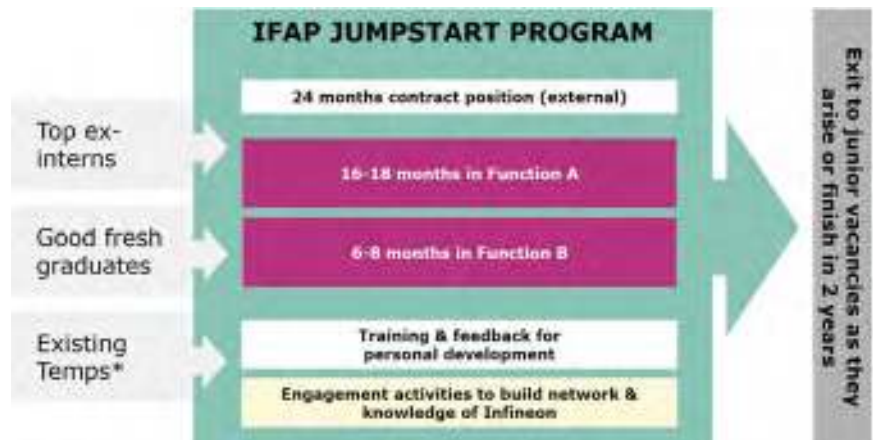 IFAP JUMPSTART PROGRAM
24 months contract position (external)
Top ex-
interns
16-18 months in Function A
Good fresh
graduates
6-8 months in Function B
Existing
Temps*
Training & feedback for
personal development
Engagement activities to build network &
knowledge of Infineon
Exit to junior vacancies as they
arise or finish in 2 years